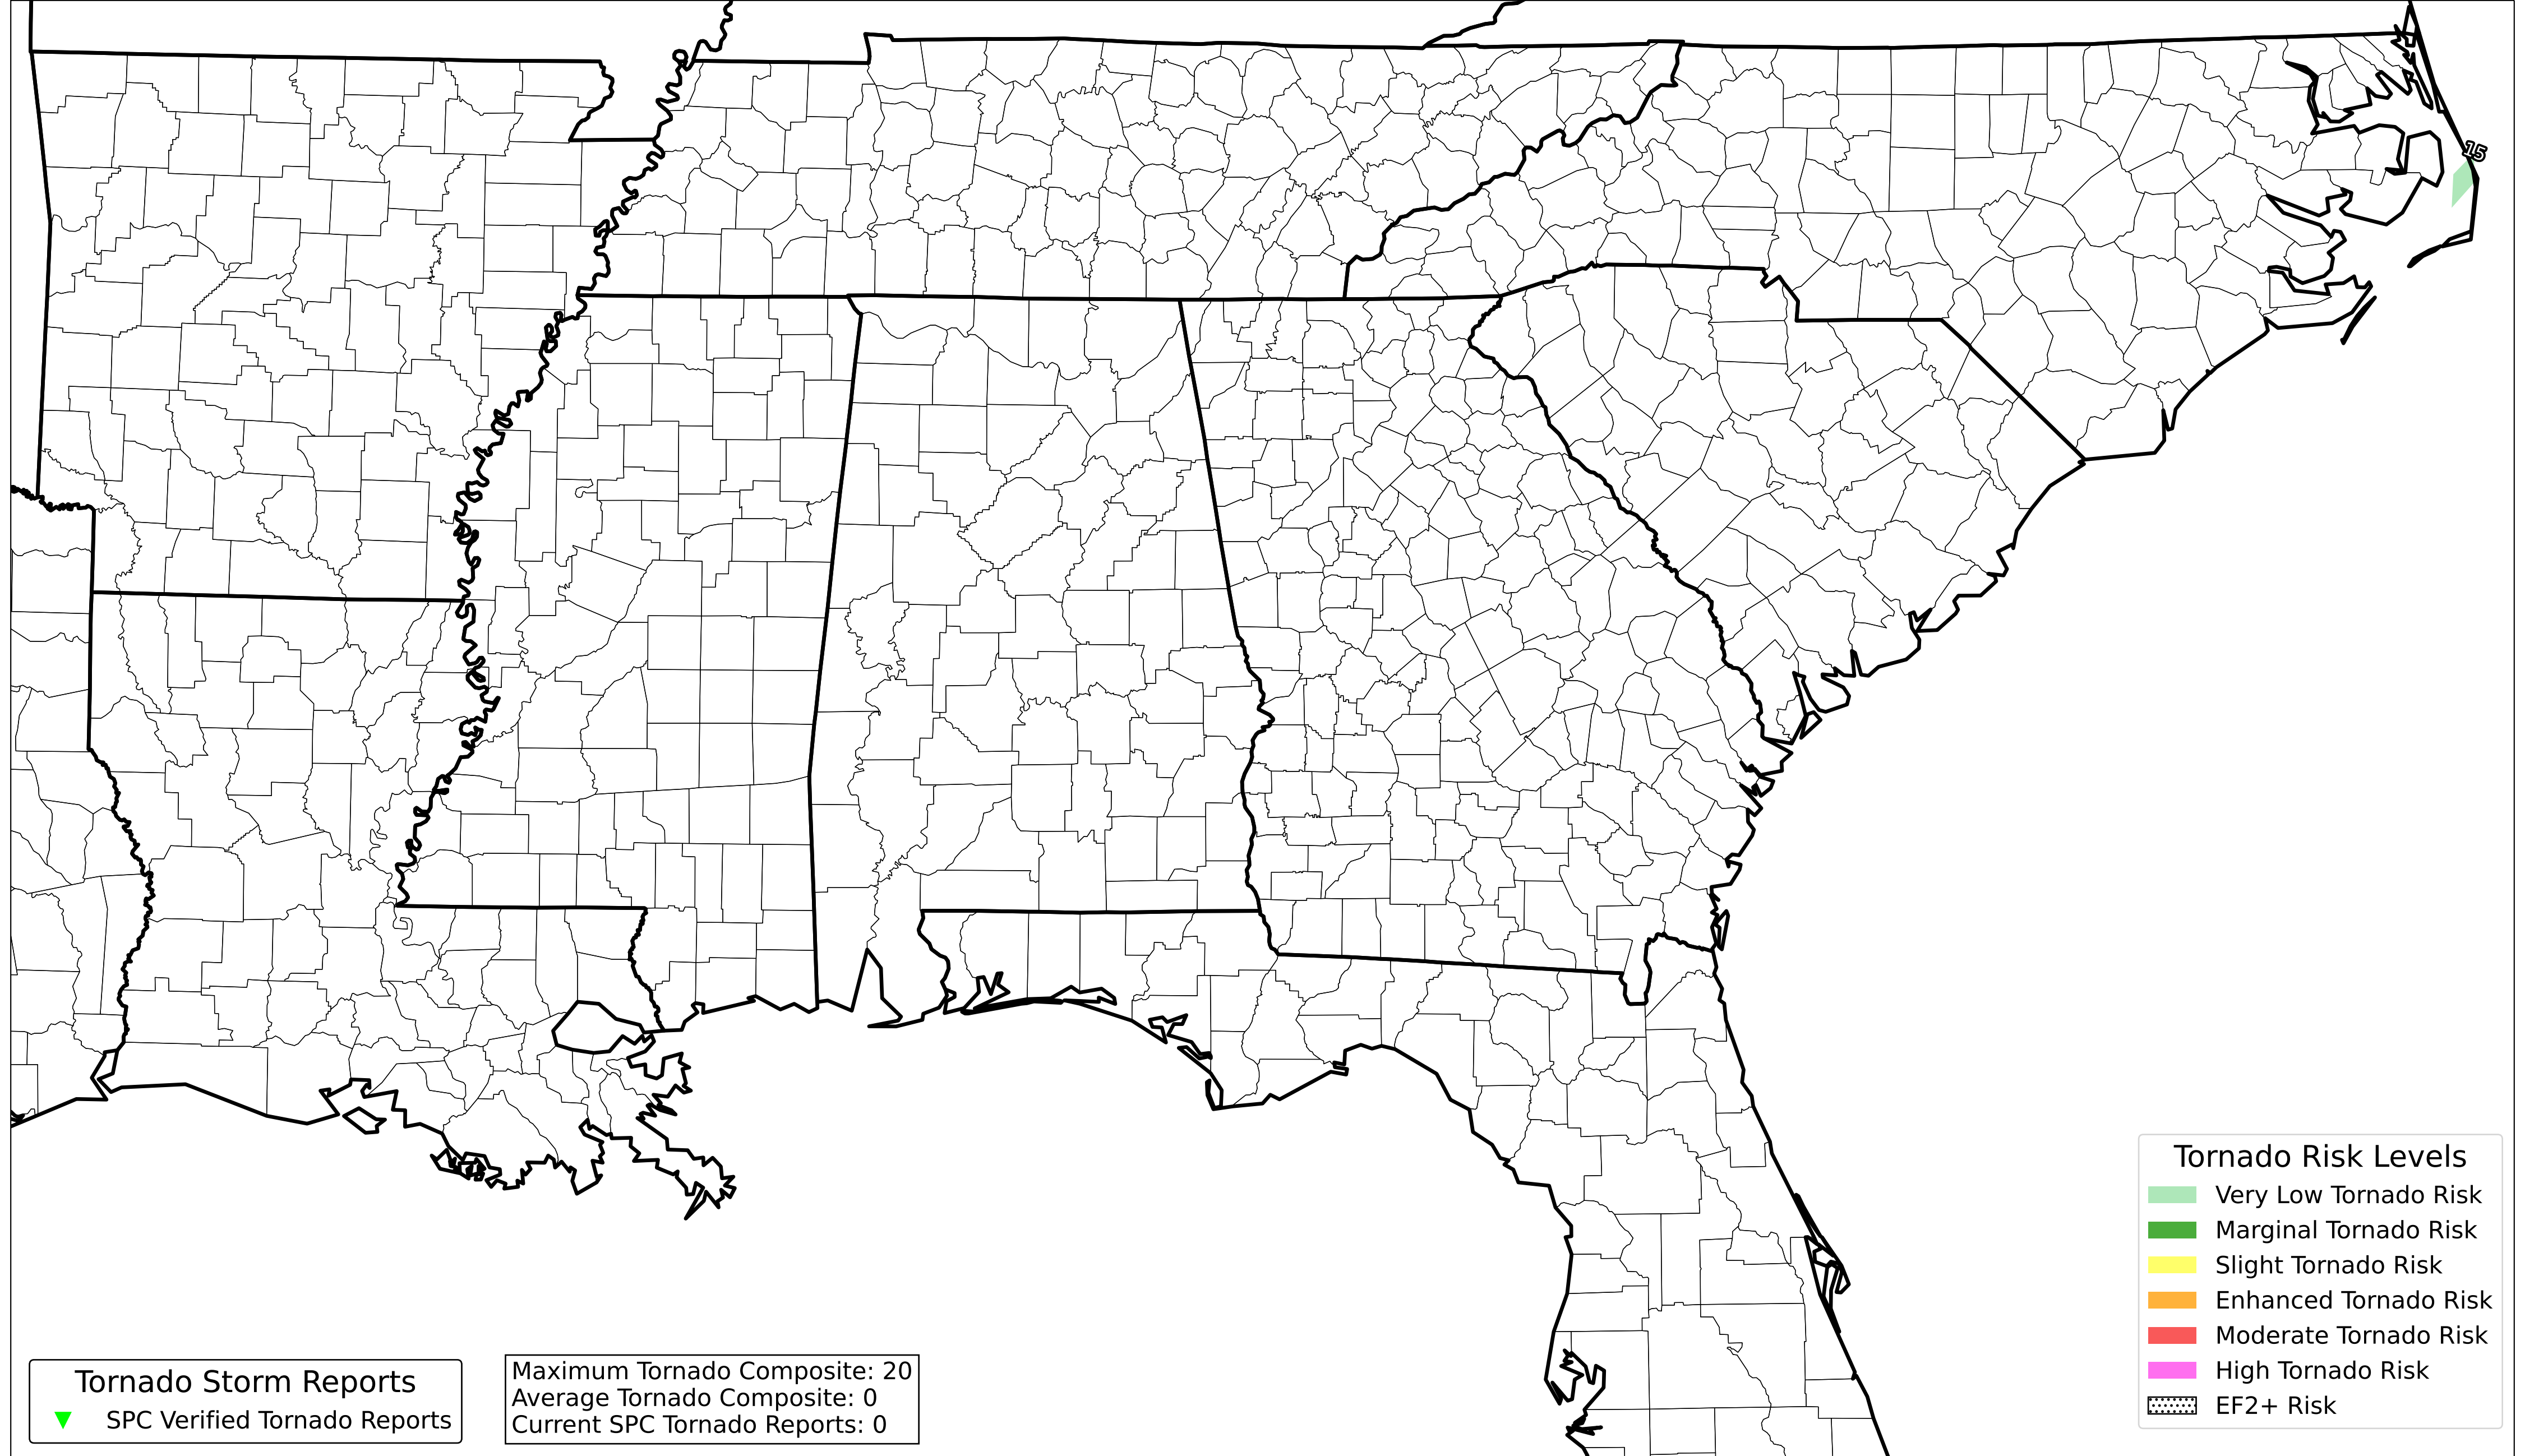 15
Tornado Risk Levels
Very Low Tornado Risk
Marginal Tornado Risk
Slight Tornado Risk
Enhanced Tornado Risk
Moderate Tornado Risk
High Tornado Risk
EF2+ Risk
Tornado Storm Reports
SPC Verified Tornado Reports
Maximum Tornado Composite: 20
Average Tornado Composite: 0
Current SPC Tornado Reports: 0